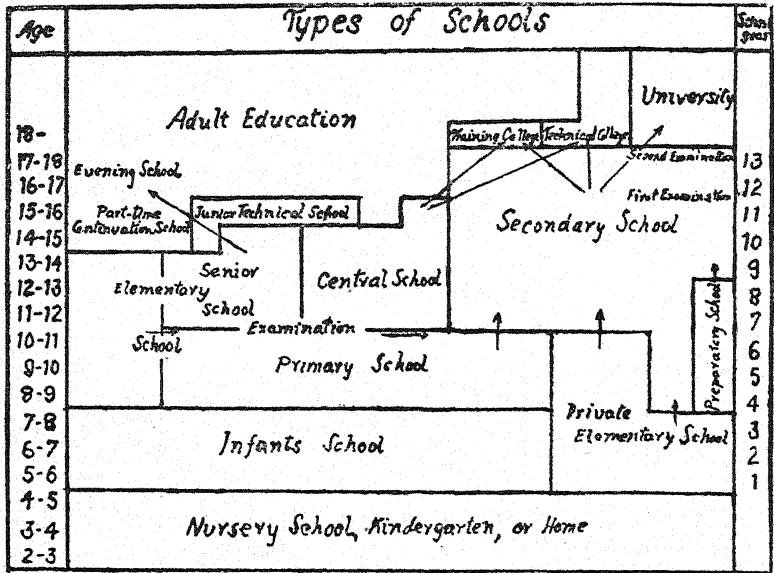 Age
Types of Schools
School
years
Adult Education
University
18-
Training College
Technical College
17-18
Second Examination
13
Evening School
16-17
First Examination
12
15-16
Part-time
Junior Technical School
11
Continuation School
Secondary School
14-15
10
13-14
Senior
9
Elementary
Central School
12-13
School
8
11-12
7
Examination
10-11
School
6
Primary School
9-10
Preparatory School
5
8-9
4
7-8
Private
3
Infants School
Elementary School
6-7
2
5-6
1
4-5
Nursery School, Kindergarten, or Home
3-4
2-3